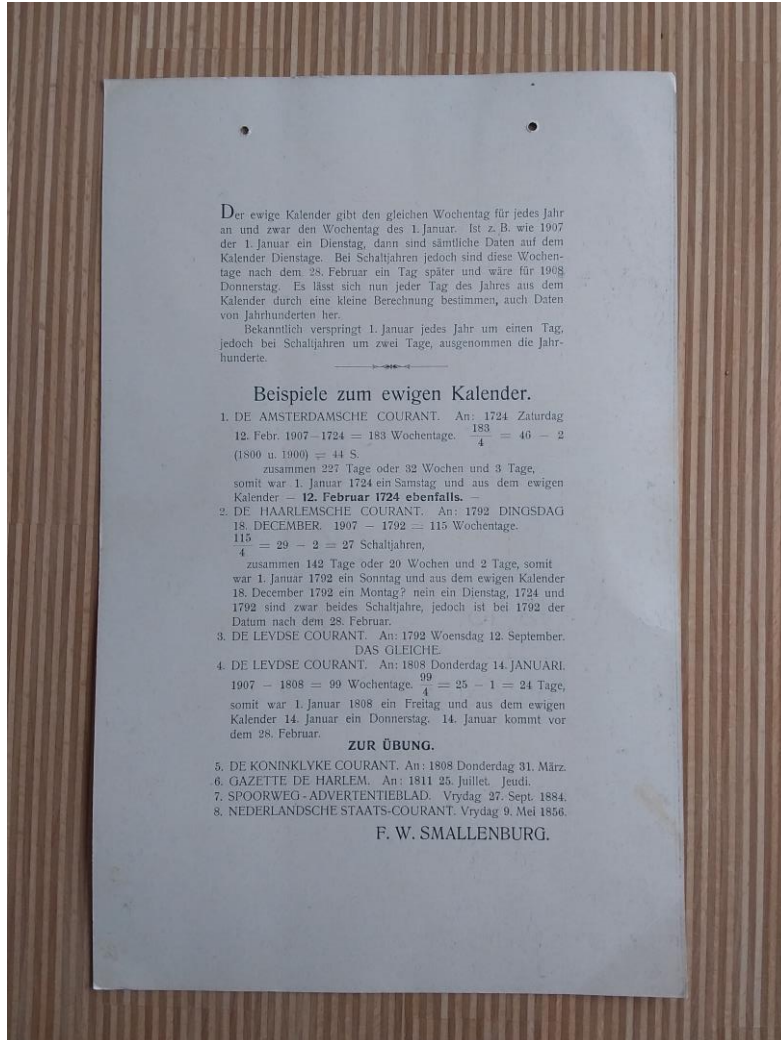 Der ewige Kalender gibt den gleichen Wochentag für jedes Jahr
an und zwar den Wochentag des 1. Januar. Ist z. B. wie 1907
der 1. Januar ein Dienstag, dann sind sämtliche Daten auf dem
Kalender Dienstage. Bei Schaltjahren jedoch sind diese Wochen-
tage nach dem 28. Februar ein Tag später und wäre für 1908
Donnerstag. Es lässt sich nun jeder Tag des Jahres aus dem
Kalender durch eine kleine Berechnung bestimmen, auch Daten
von Jahrhunderten her.
Bekanntlich verspringt 1. Januar jedes Jahr um einen Tag,
jedoch bei Schaltjahren um zwei Tage, ausgenommen die Jahr-
hunderte.
Beispiele zum ewigen Kalender.
1. DE AMSTERDAMSCHE COURANT. An: 1724 Zaturdag
12. Febr. 1907 – 1724 = 183 Wochentage. 183/4 = 46 – 2
(1800 u. 1900) = 44 S.
zusammen 227 Tage oder 32 Wochen und 3 Tage,
somit war 1. Januar 1724 ein Samstag und aus dem ewigen
Kalender – 12. Februar 1724 ebenfalls. –
2. DE HAARLEMSCHE COURANT. An: 1792 DINGSDAG
18. DECEMBER. 1907 – 1792 = 115 Wochentage.
115/4 = 29 – 2 = 27 Schaltjahren,
zusammen 142 Tage oder 20 Wochen und 2 Tage, somit
war 1. Januar 1792 ein Sonntag und aus dem ewigen Kalender
18. December 1792 ein Montag? nein ein Dienstag, 1724 und
1792 sind zwar beides Schaltjahre, jedoch ist bei 1792 der
Datum nach dem 28. Februar.
3. DE LEYDSE COURANT. An: 1792 Woensdag 12. September.
DAS GLEICHE.
4. DE LEYDSE COURANT. An: 1808 Donderdag 14. JANUARI.
1907 – 1808 = 99 Wochentage. 99/4 = 25 – 1 = 24 Tage,
somit war 1. Januar 1808 ein Freitag und aus dem ewigen
Kalender 14. Januar ein Donnerstag. 14. Januar kommt vor
dem 28. Februar.
ZUR ÜBUNG.
5. DE KONINKLYKE COURANT. An: 1808 Donderdag 31. März.
6. GAZETTE DE HARLEM. An: 1811 25. Juillet. Jeudi.
7. SPOORWEG-ADVERTENTIEBLAD. Vrydag 27. Sept. 1884.
8. NEDERLANDSCHE STAATS-COURANT. Vrydag 9. Mei 1856.
F. W. SMALLENBURG.